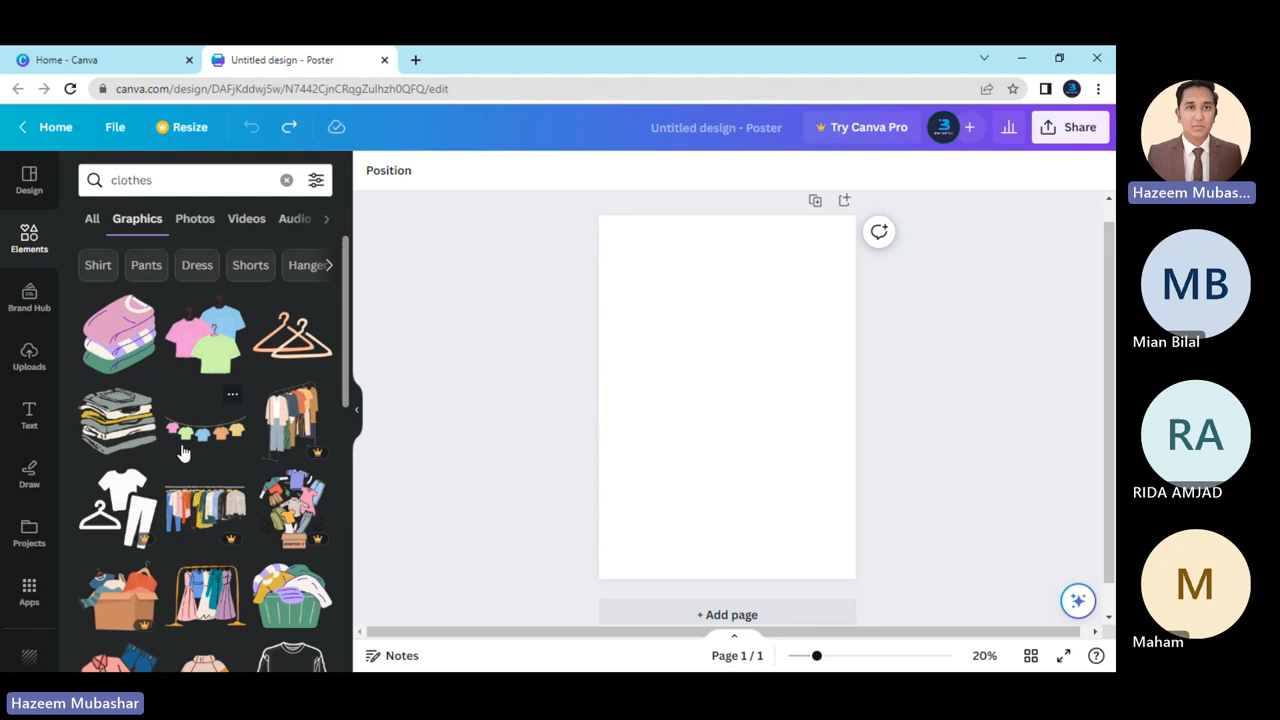 Home - Canva
Untitled design - Poster
canva.com/design/DAFjKddwj5w/N7442CjnCRqgZulhzh0QFQ/edit
Home
File
Resize
Untitled design - Poster
Try Canva Pro
Share
Design
clothes
Position
All
Graphics
Photos
Videos
Audio
Elements
Shirt
Pants
Dress
Shorts
Hanger
Brand Hub
Uploads
Text
Draw
Projects
Apps
+ Add page
Notes
Page 1 / 1
20%
Hazeem Mubas...
MB
Mian Bilal
RA
RIDA AMJAD
M
Maham
Hazeem Mubashar